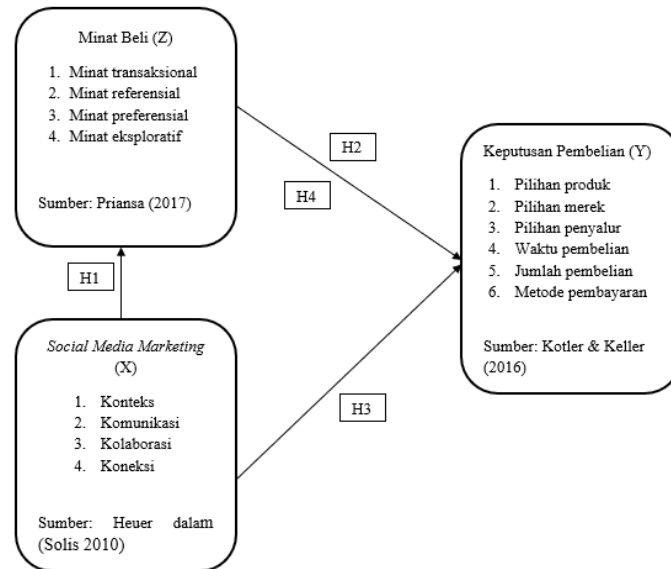 Minat Beli (Z)
1. Minat transaksional
2. Minat referensial
3. Minat preferensial
4. Minat eksploratif
Sumber: Priansa (2017)
H2
H4
Keputusan Pembelian (Y)
1. Pilihan produk
2. Pilihan merek
3. Pilihan penyalur
4. Waktu pembelian
5. Jumlah pembelian
6. Metode pembayaran
Sumber: Kotler & Keller
(2016)
H1
Social Media Marketing
(X)
1. Konteks
2. Komunikasi
3. Kolaborasi
4. Koneksi
Sumber: Heuer dalam
(Solis 2010)
H3